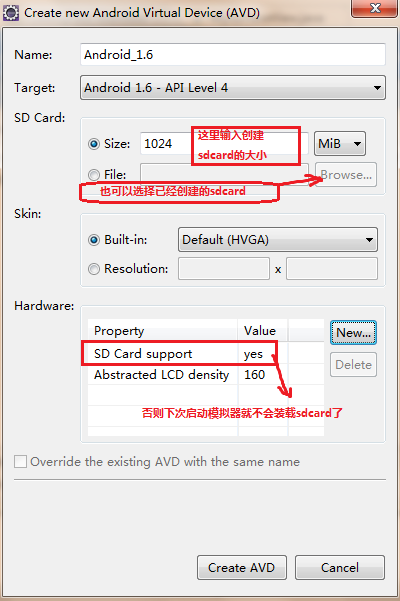 Create new Android Virtual Device (AVD)
Name: Android_1.6
Target: Android 1.6 - API Level 4
SD Card:
Size: 1024 MiB
这里输入创建
sdcard的大小
File: Browse...
也可以选择已经创建的sdcard
Skin:
Built-in: Default (HVGA)
Resolution: x
Hardware:
Property Value New...
SD Card support yes Delete
Abstracted LCD density 160
否则下次启动模拟器就不会装载sdcard了
Override the existing AVD with the same name
Create AVD Cancel